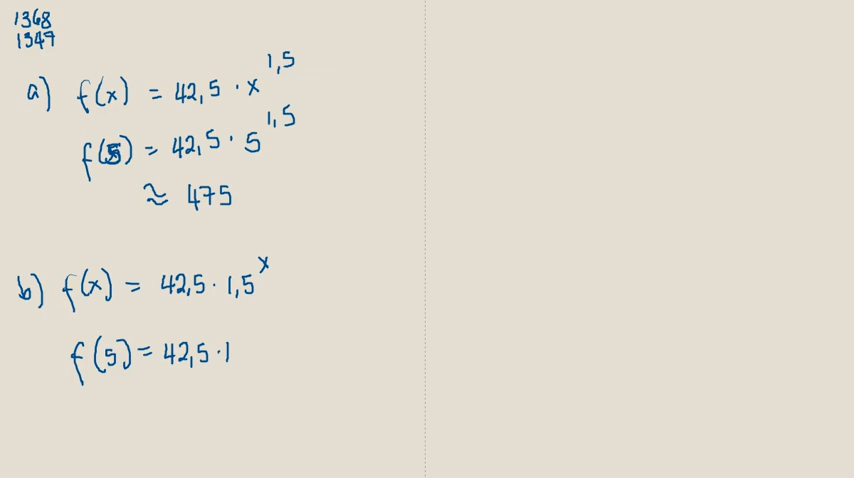 1368
1347
a) f(x) = 42,5 · x^1,5
f(5) = 42,5 · 5^1,5
≈ 475
b) f(x) = 42,5 · 1,5^x
f(5) = 42,5 · 1